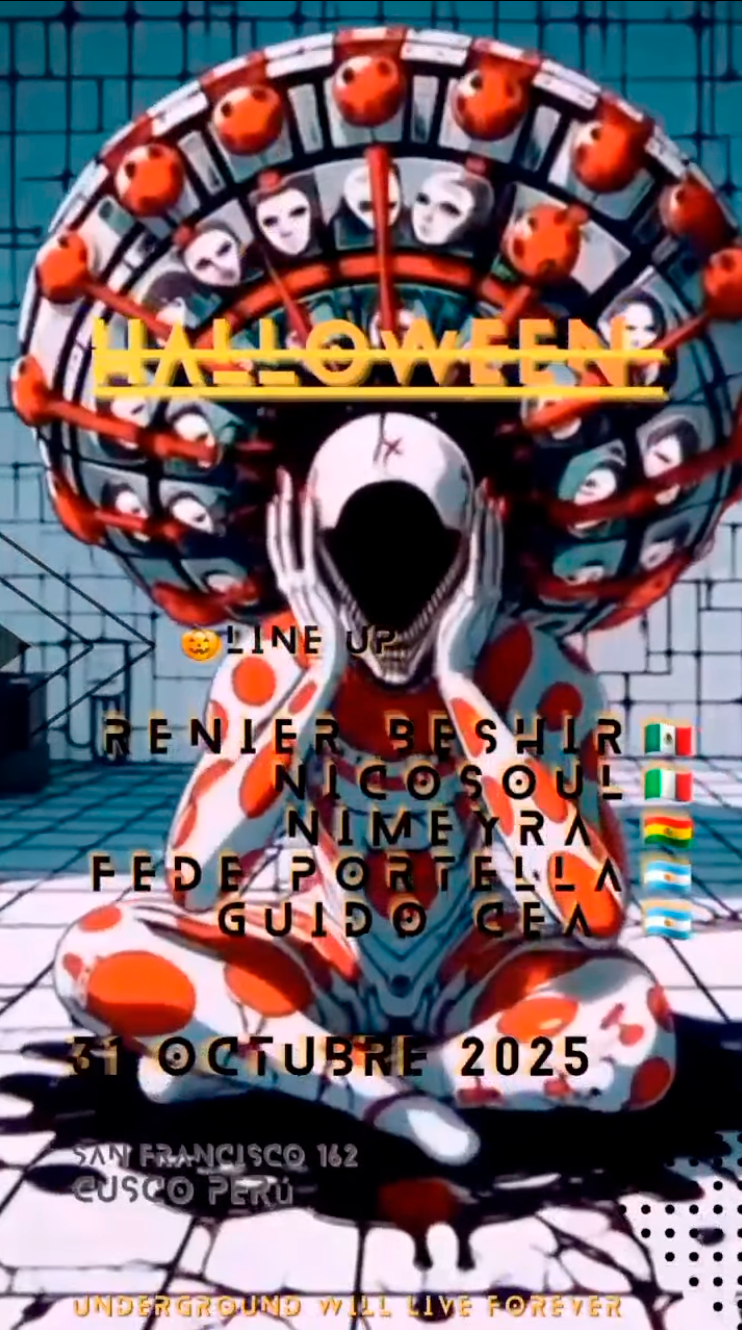 HALLOWEEN
🎃LINE UP
RENIER BESHIR 🇲🇽
NICOSOUL 🇮🇹
NIMEYRA 🇧🇴
FEDE PORTELLA 🇦🇷
GUIDO CEA 🇦🇷
31 OCTUBRE 2025
SAN FRANCISCO 162
CUSCO PERÚ
UNDERGROUND WILL LIVE FOREVER